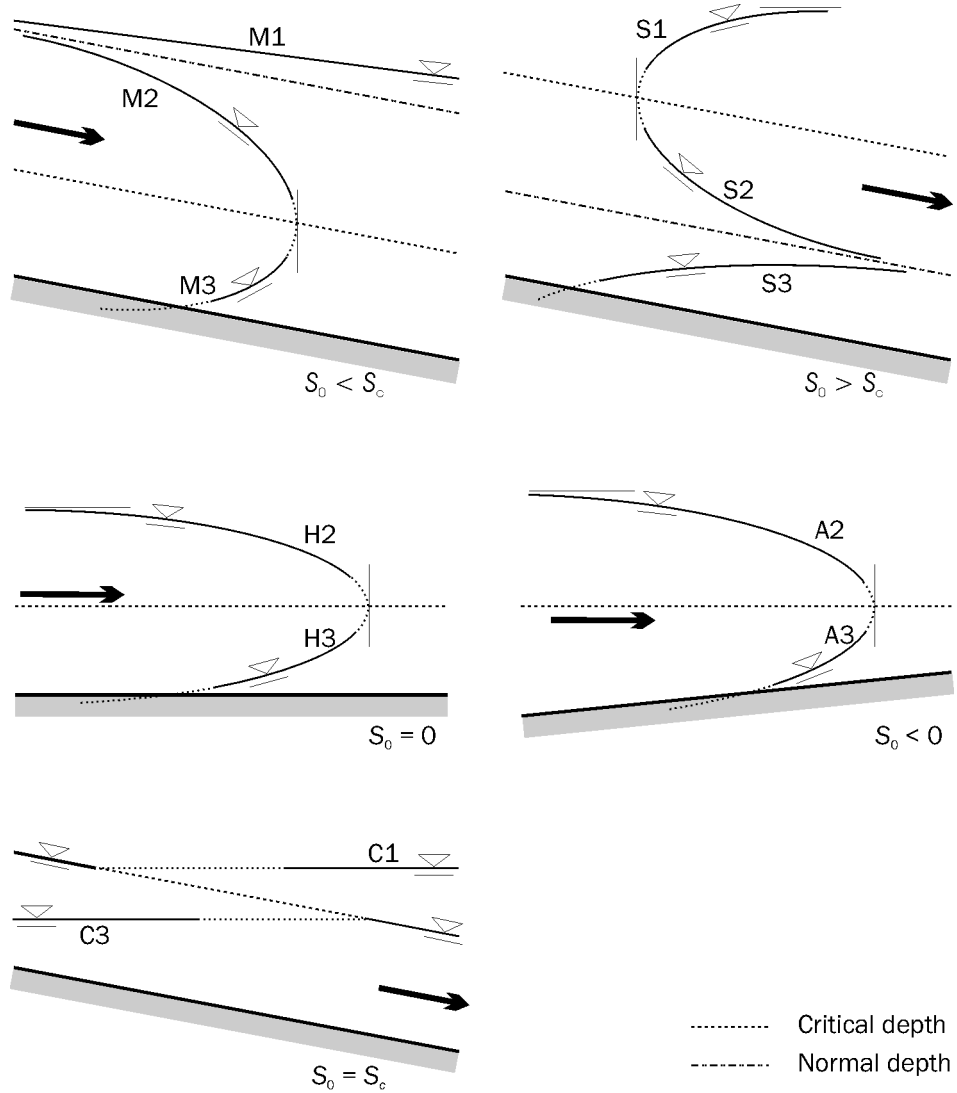 M1
M2
M3
S₀ < S꜀
S1
S2
S3
S₀ > S꜀
H2
H3
S₀ = 0
A2
A3
S₀ < 0
C1
C3
S₀ = S꜀
Critical depth
Normal depth